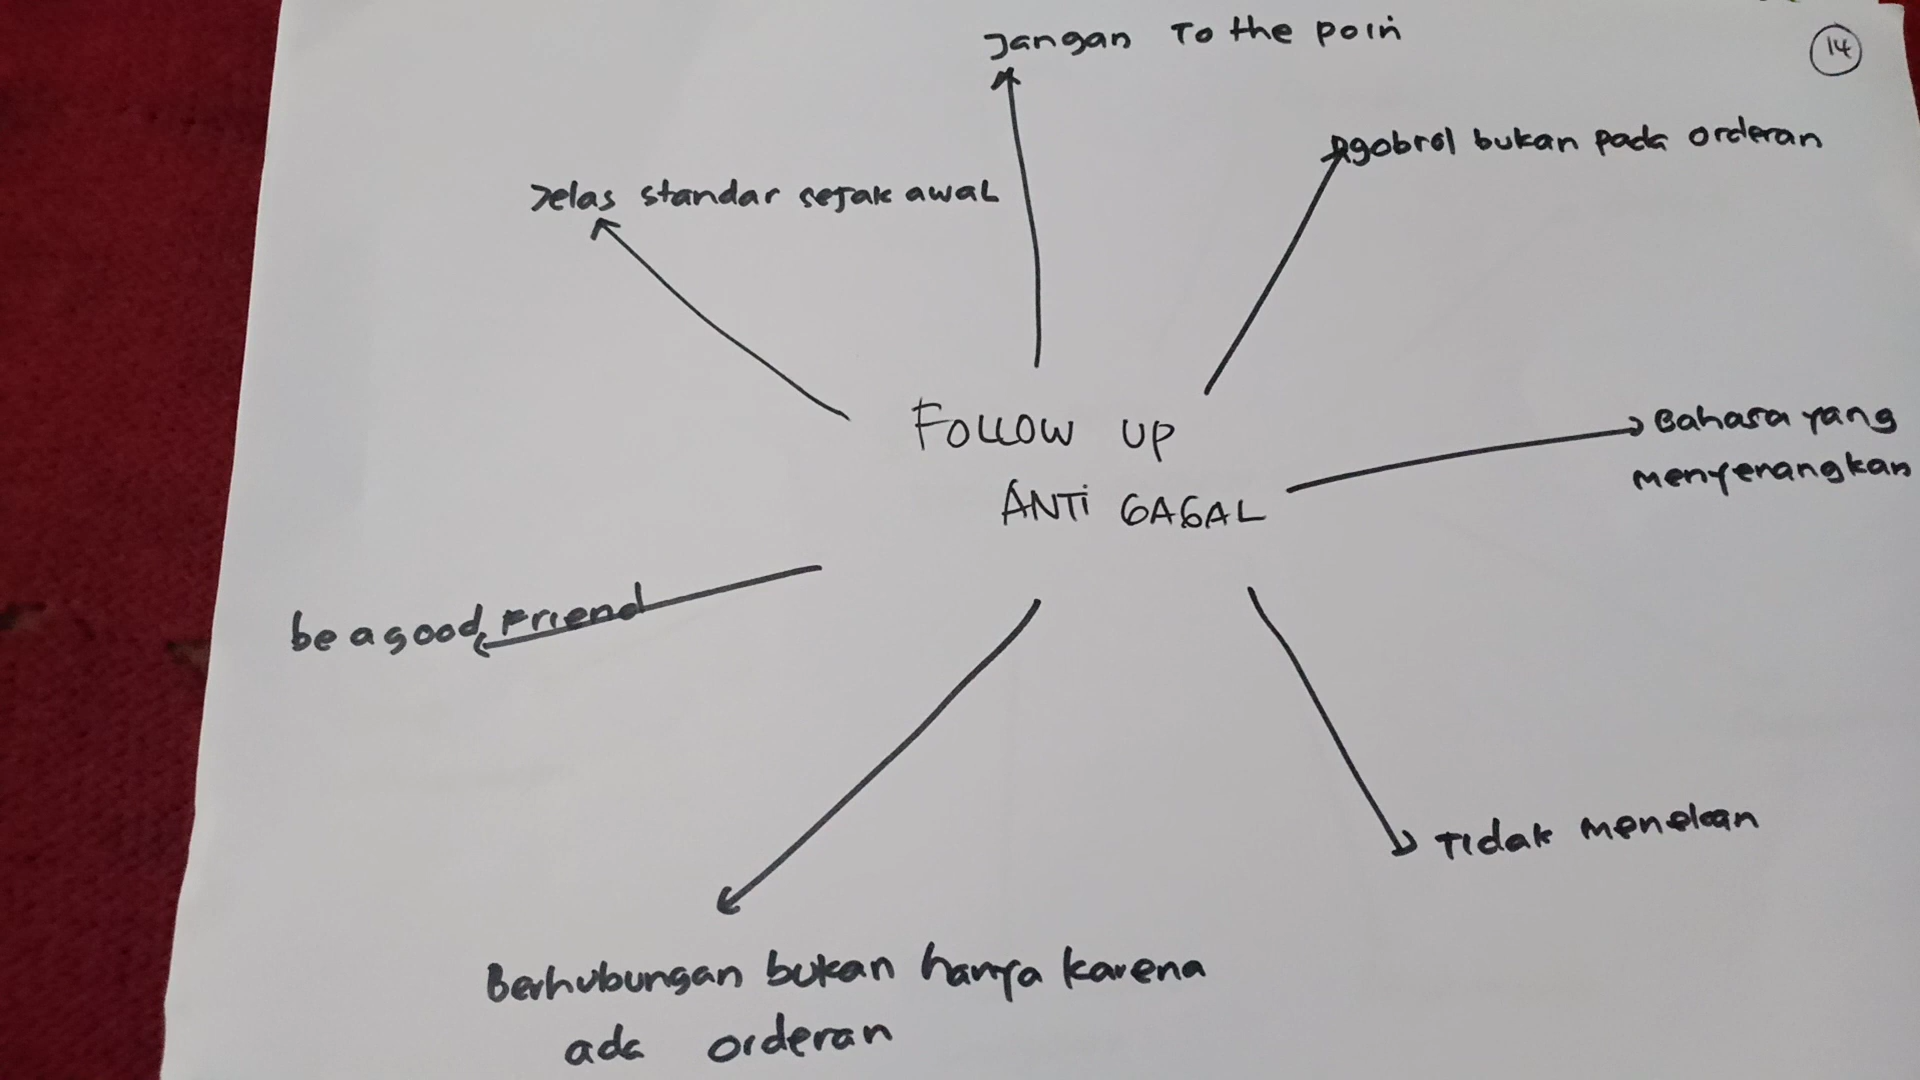 Jangan To the poin
14
Ngobrol bukan pada orderan
Jelas standar sejak awal
Follow up
Anti GAGAL
Bahasa yang
menyenangkan
be a good Friend
Tidak menekan
Berhubungan bukan hanya karena
ada orderan